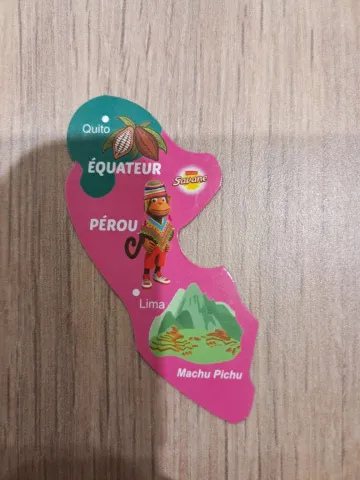 Quito
ÉQUATEUR
Savane
PÉROU
Lima
Machu Pichu